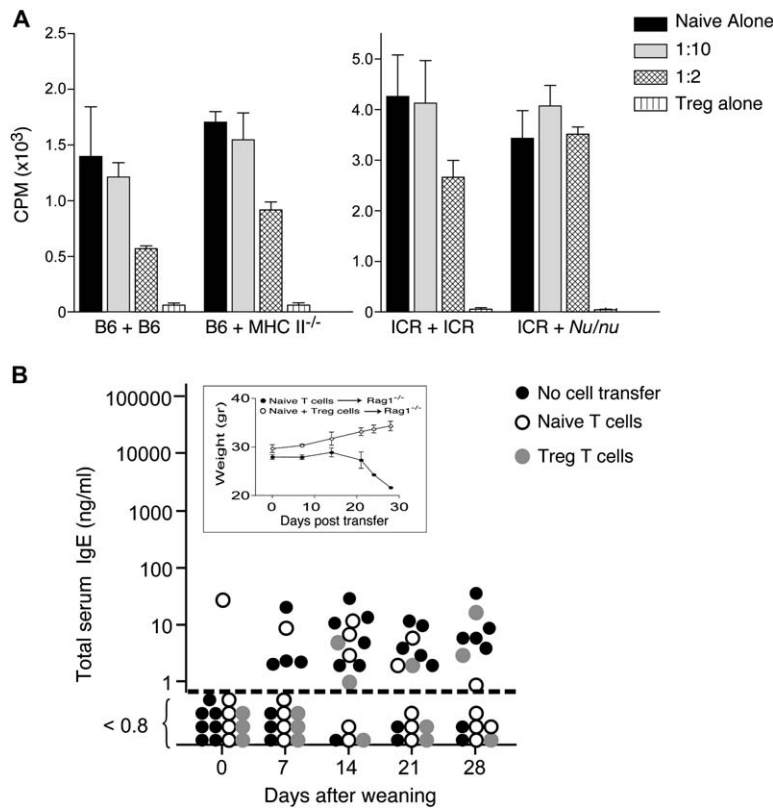 A
Naive Alone
1:10
1:2
Treg alone
CPM (x10³)
2.5
2.0
1.5
1.0
0.5
0
5.0
4.0
3.0
2.0
1.0
0
B6 + B6
B6 + MHC II⁻/⁻
ICR + ICR
ICR + Nu/nu
B
No cell transfer
Naive T cells
Treg T cells
Total serum IgE (ng/ml)
100000
10000
1000
100
10
1
< 0.8
Naive T cells → Rag1⁻/⁻
Naive + Treg cells → Rag1⁻/⁻
Weight (gr)
40
30
20
0 10 20 30
Days post transfer
0 7 14 21 28
Days after weaning